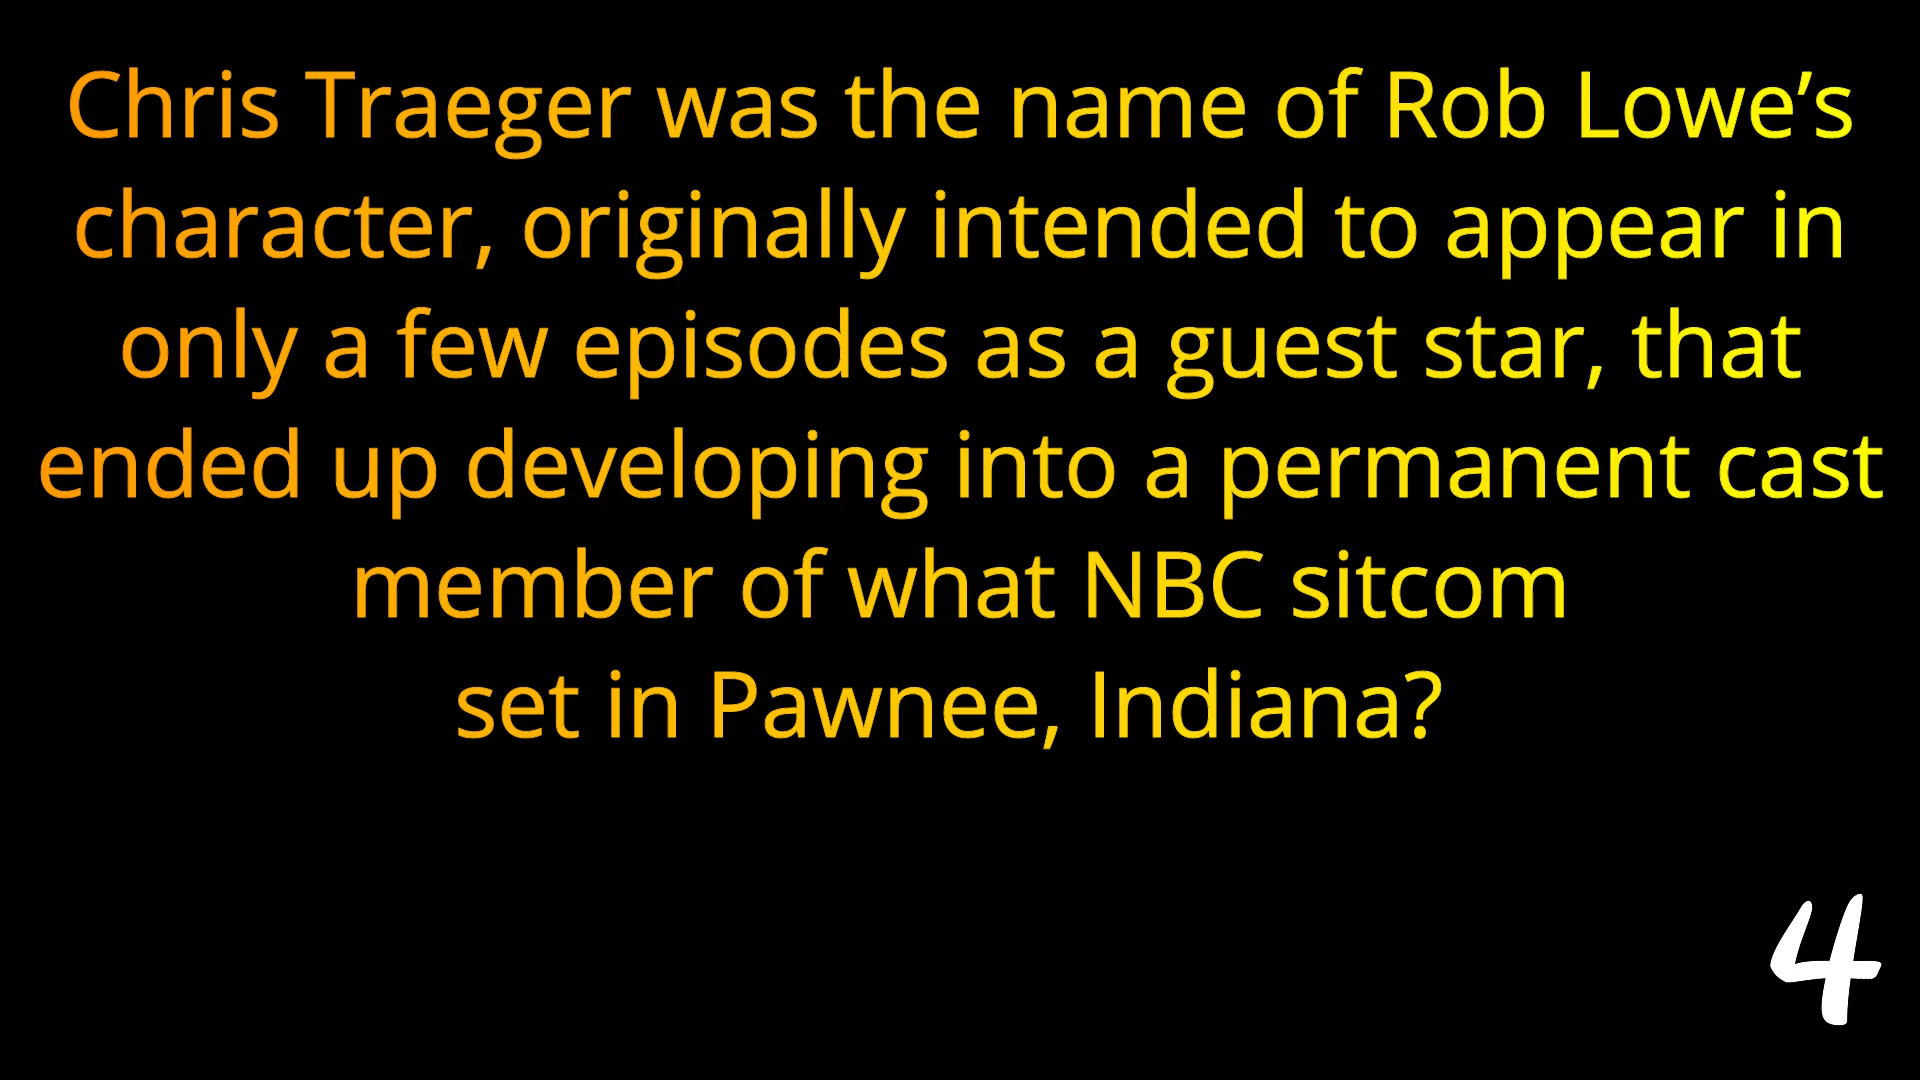 Chris Traeger was the name of Rob Lowe’s
character, originally intended to appear in
only a few episodes as a guest star, that
ended up developing into a permanent cast
member of what NBC sitcom
set in Pawnee, Indiana?
4